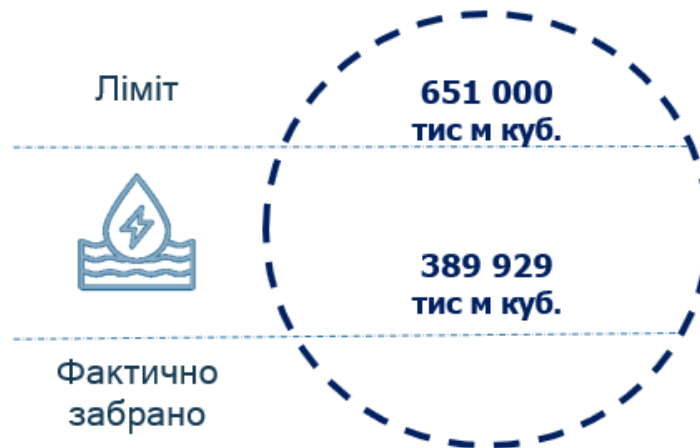 Ліміт
651 000
тис м куб.
389 929
тис м куб.
Фактично
забрано